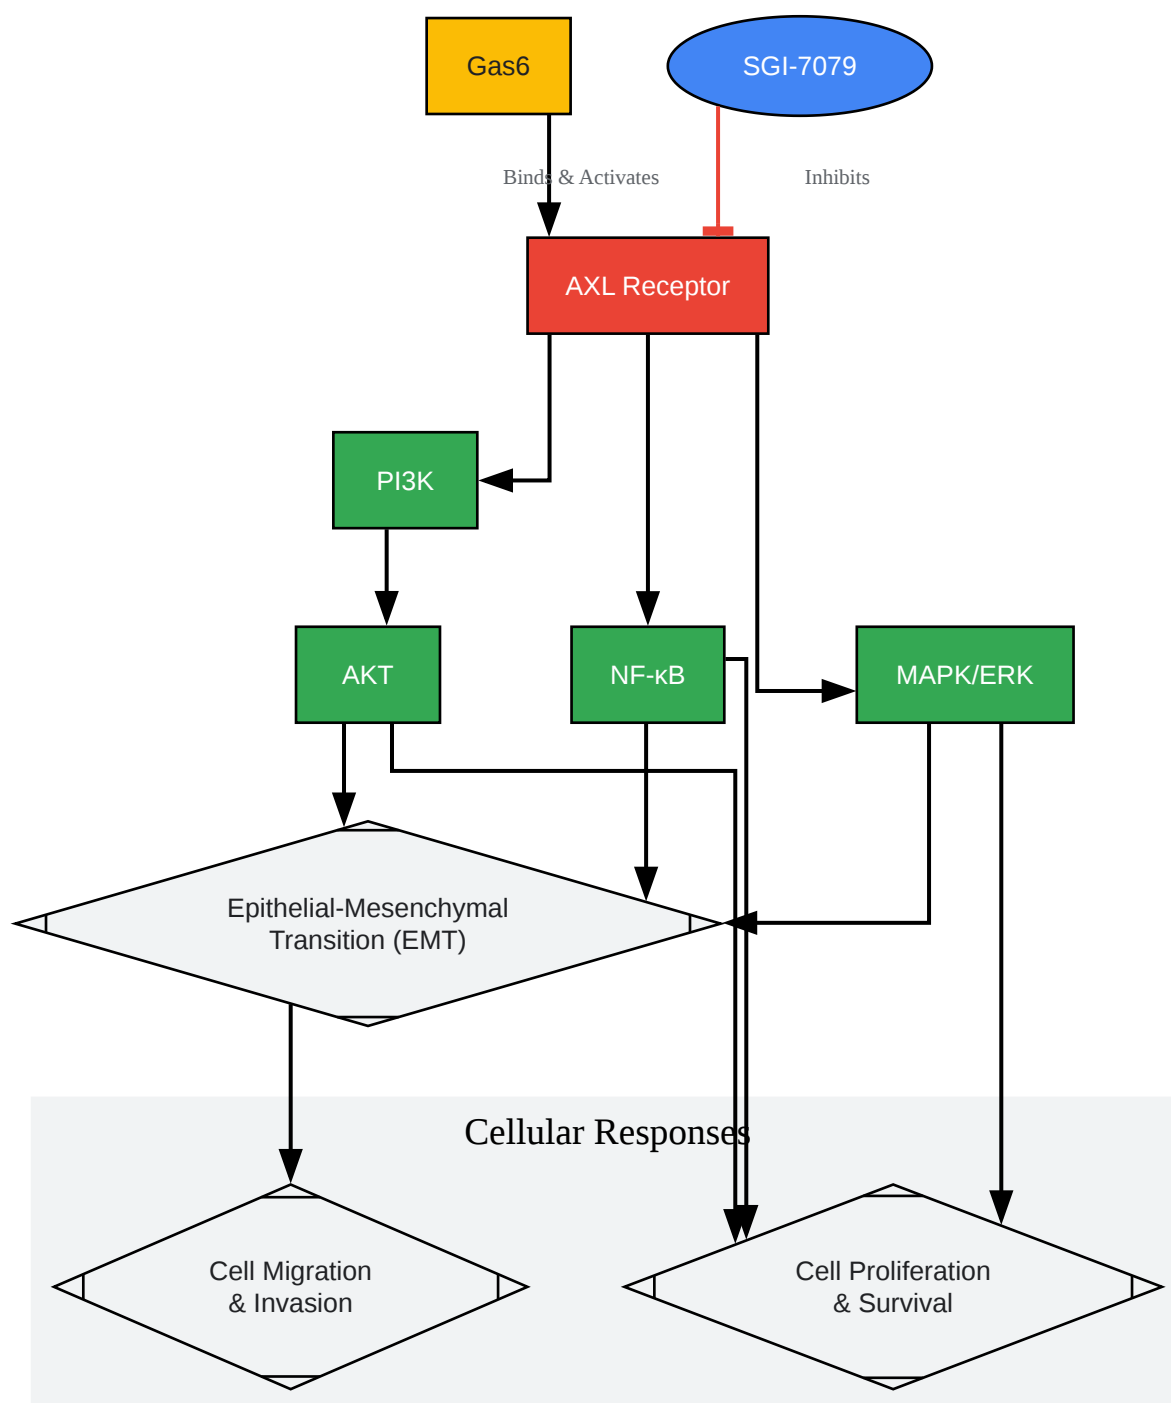 Gas6
SGI-7079
Binds & Activates
Inhibits
AXL Receptor
PI3K
AKT
NF-κB
MAPK/ERK
Epithelial-Mesenchymal
Transition (EMT)
Cellular Responses
Cell Migration
& Invasion
Cell Proliferation
& Survival